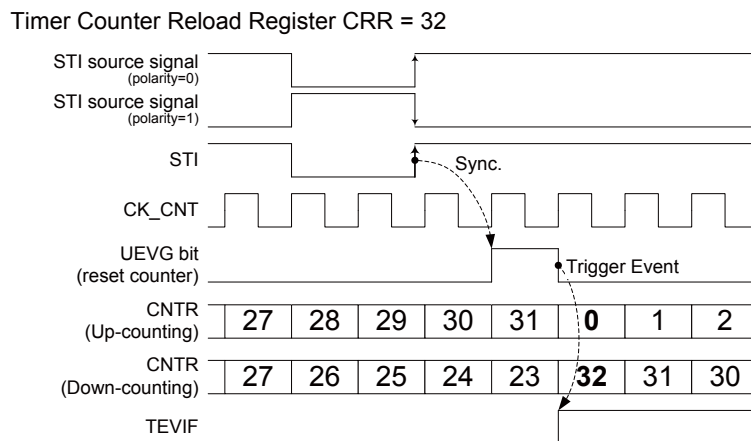 Timer Counter Reload Register CRR = 32
STI source signal
(polarity=0)
STI source signal
(polarity=1)
STI
Sync.
CK_CNT
UEVG bit
(reset counter)
Trigger Event
CNTR
(Up-counting)
27 28 29 30 31 0 1 2
CNTR
(Down-counting)
27 26 25 24 23 32 31 30
TEVIF